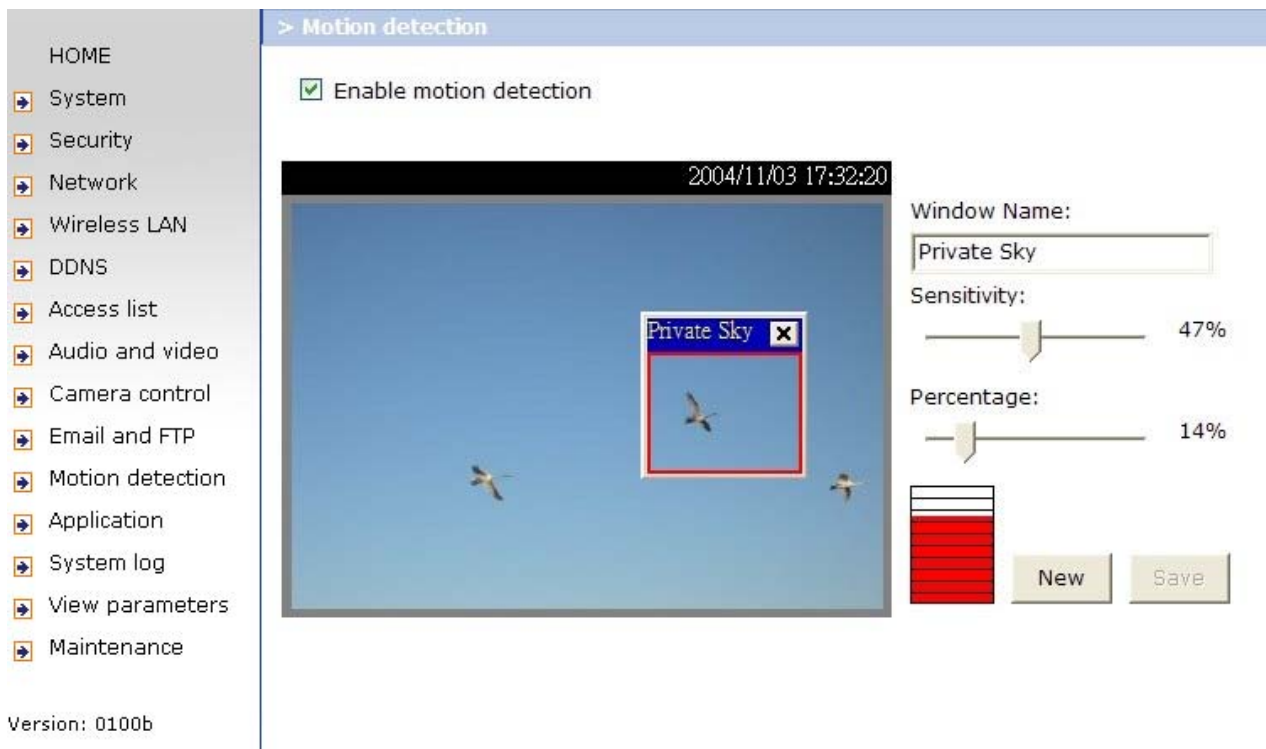 > Motion detection
HOME
System
Security
Network
Wireless LAN
DDNS
Access list
Audio and video
Camera control
Email and FTP
Motion detection
Application
System log
View parameters
Maintenance
Version: 0100b
Enable motion detection
2004/11/03 17:32:20
Private Sky
Window Name:
Private Sky
Sensitivity:
47%
Percentage:
14%
New
Save